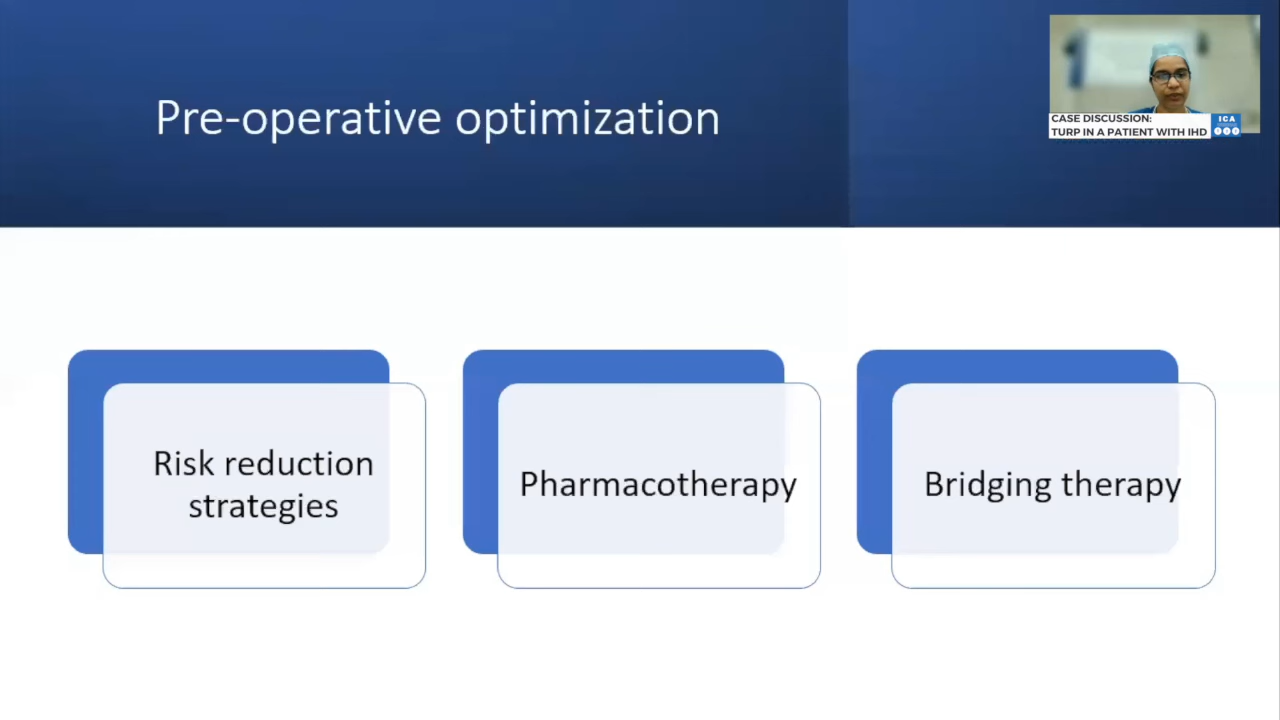 Pre-operative optimization
CASE DISCUSSION:
TURP IN A PATIENT WITH IHD
ICA
Risk reduction
strategies
Pharmacotherapy
Bridging therapy